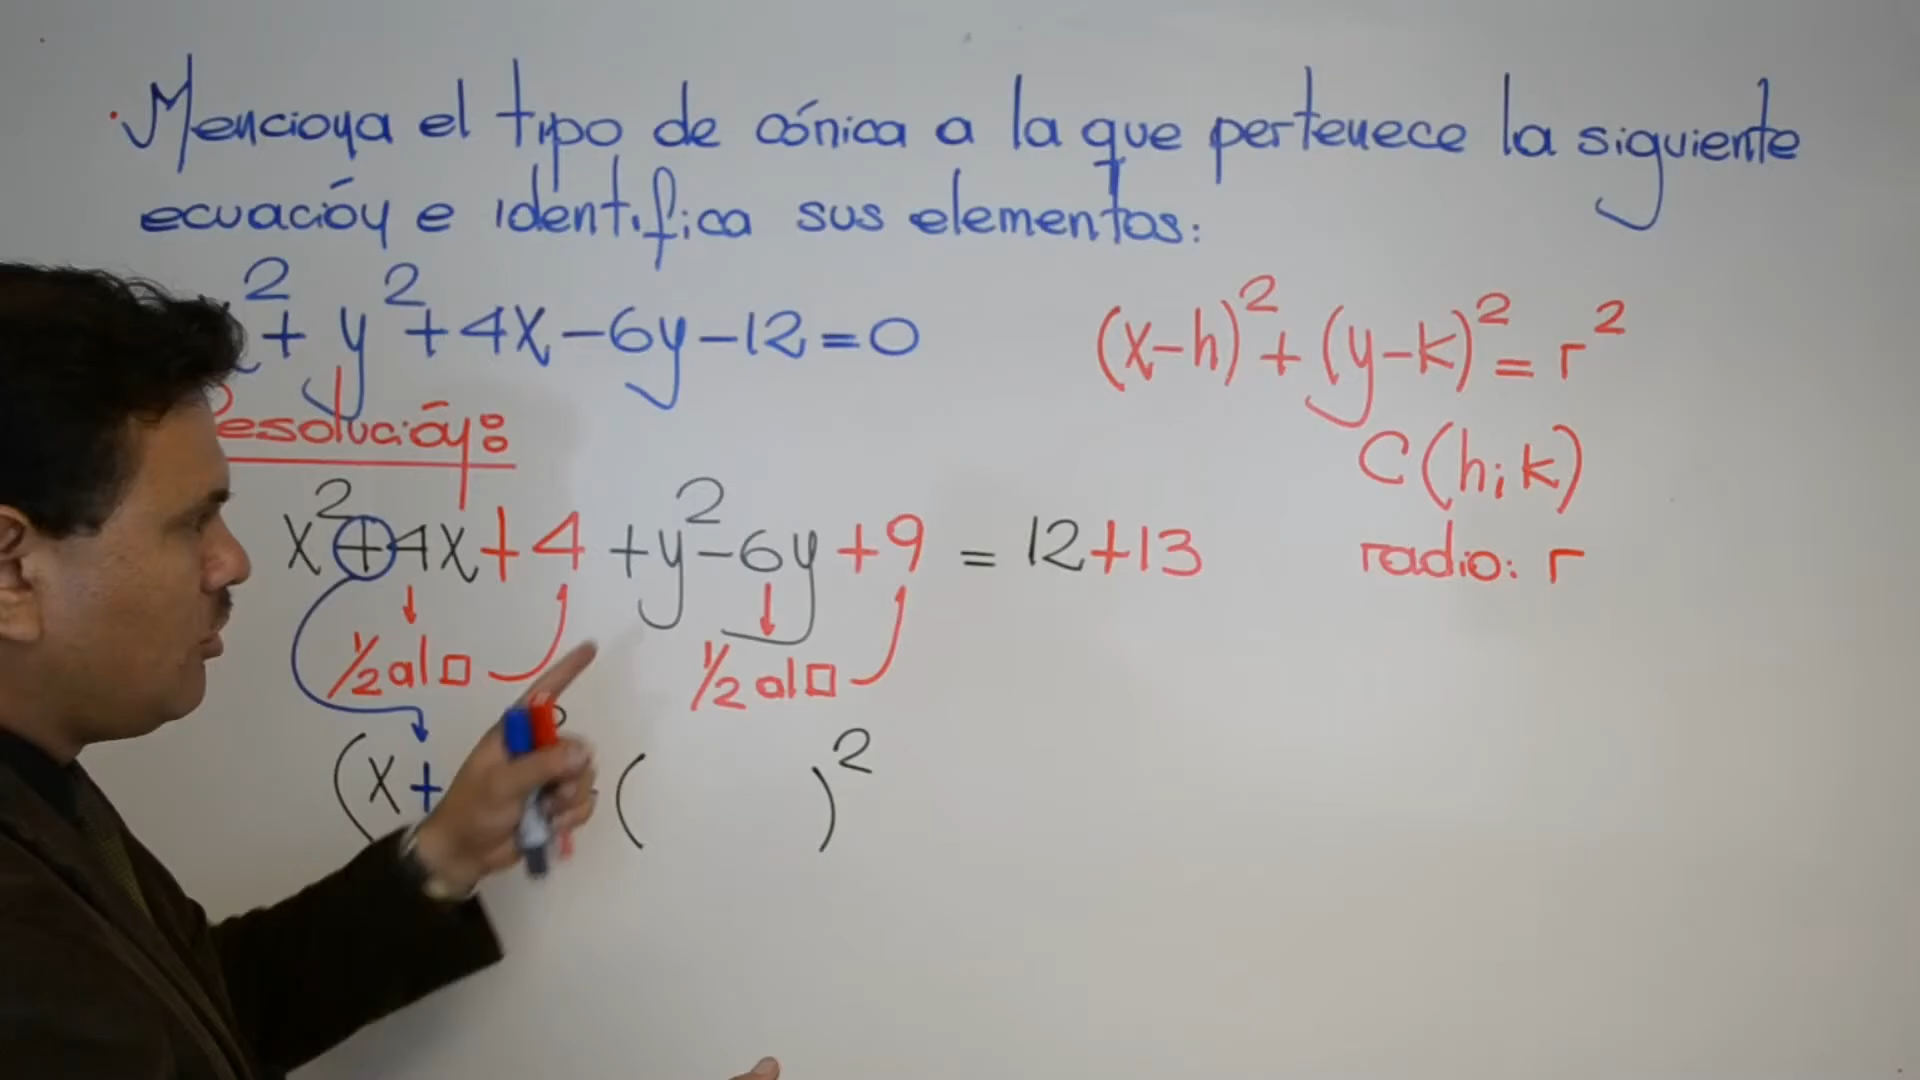 Menciona el tipo de cónica a la que pertenece la siguiente
ecuación e identifica sus elementos:
² + y² + 4x - 6y - 12 = 0
(x-h)² + (y-k)² = r²
Resolución:
C(h;k)
x² + 4x + 4 + y² - 6y + 9 = 12 + 13
radio: r
1/2 al □ 1/2 al □
(x + ( )²